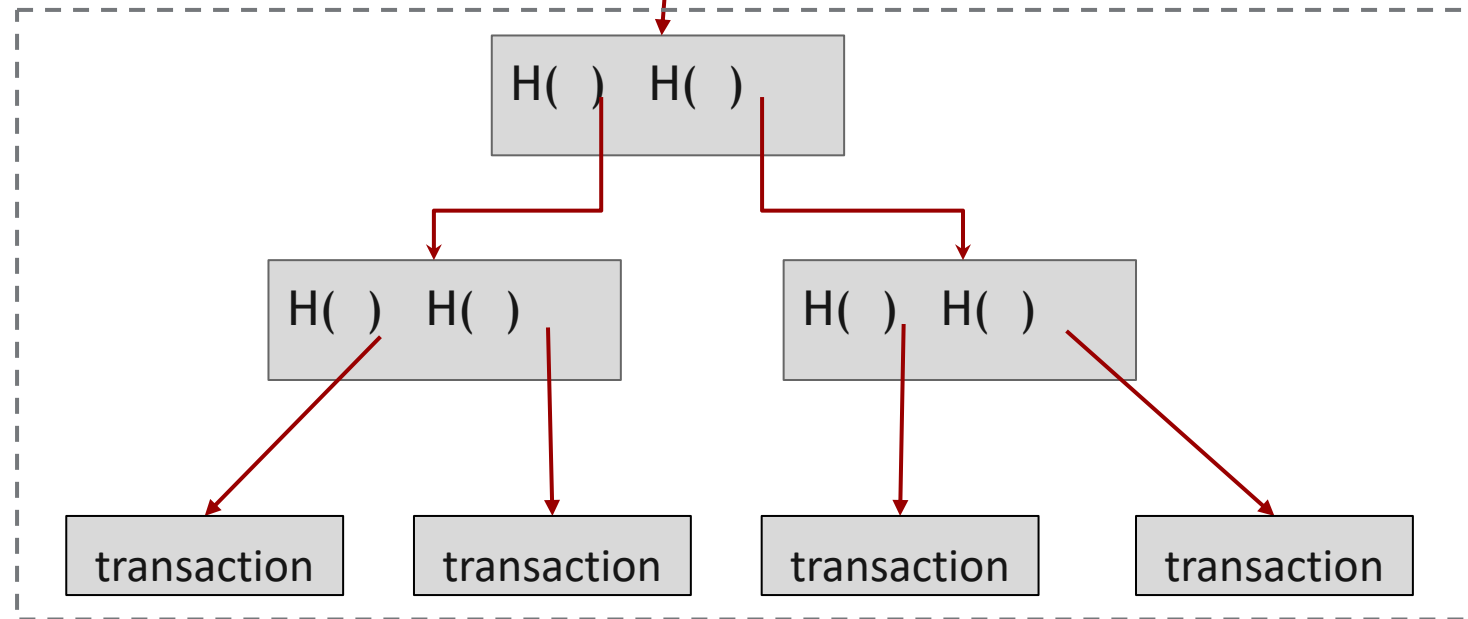 H( ) H( )
H( ) H( ) H( ) H( )
transaction transaction transaction transaction